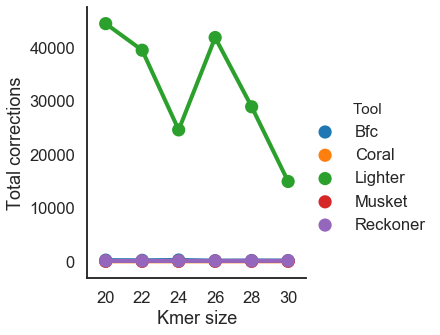 Total corrections
40000
30000
20000
10000
0
20 22 24 26 28 30
Kmer size
Tool
Bfc
Coral
Lighter
Musket
Reckoner